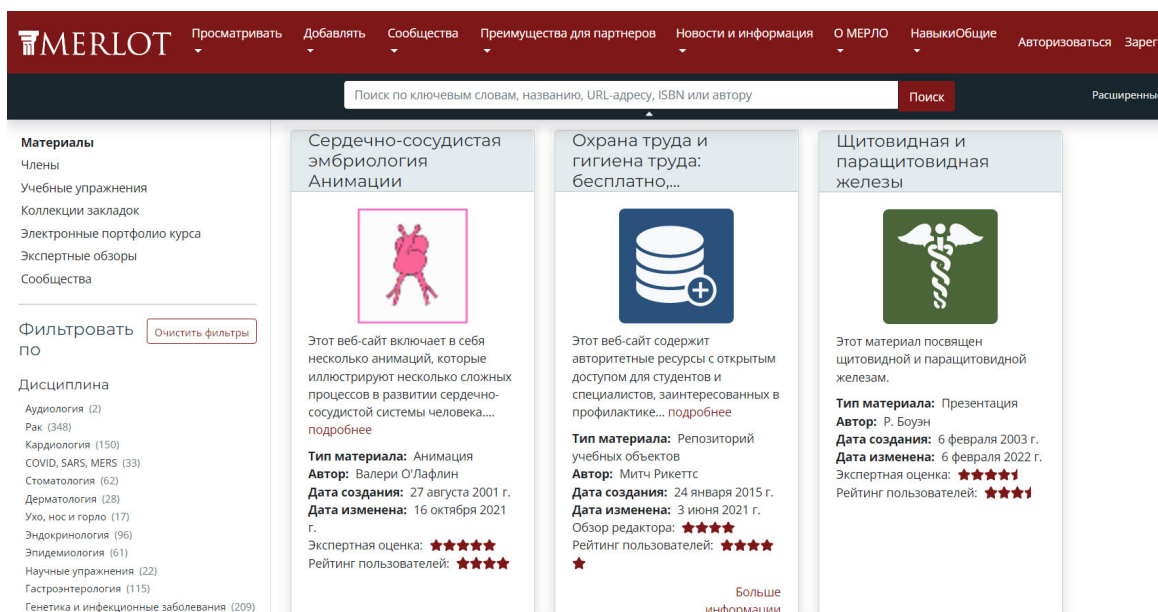 MERLOT
Просматривать
Добавлять
Сообщества
Преимущества для партнеров
Новости и информация
О МЕРЛО
НавыкиОбщие
Авторизоваться
Зарег
Поиск по ключевым словам, названию, URL-адресу, ISBN или автору
Поиск
Расширенные
Материалы
Члены
Учебные упражнения
Коллекции закладок
Электронные портфолио курса
Экспертные обзоры
Сообщества
Фильтровать
по
Очистить фильтры
Дисциплина
Аудиология (2)
Рак (348)
Кардиология (150)
COVID, SARS, MERS (33)
Стоматология (62)
Дерматология (28)
Ухо, нос и горло (17)
Эндокринология (96)
Эпидемиология (61)
Научные упражнения (22)
Гастроэнтерология (115)
Генетика и инфекционные заболевания (209)
Сердечно-сосудистая
эмбриология
Анимации
Этот веб-сайт включает в себя
несколько анимаций, которые
иллюстрируют несколько сложных
процессов в развитии сердечно-
сосудистой системы человека....
подробнее
Тип материала: Анимация
Автор: Валери О'Лафлин
Дата создания: 27 августа 2001 г.
Дата изменена: 16 октября 2021
г.
Экспертная оценка:
Рейтинг пользователей:
Охрана труда и
гигиена труда:
бесплатно,...
Этот веб-сайт содержит
авторитетные ресурсы с открытым
доступом для студентов и
специалистов, заинтересованных в
профилактике... подробнее
Тип материала: Репозиторий
учебных объектов
Автор: Митч Рикеттс
Дата создания: 24 января 2015 г.
Дата изменена: 3 июня 2021 г.
Обзор редактора:
Рейтинг пользователей:
Больше
информации
Щитовидная и
паращитовидная
железы
Этот материал посвящен
щитовидной и паращитовидной
железам.
Тип материала: Презентация
Автор: Р. Боуэн
Дата создания: 6 февраля 2003 г.
Дата изменена: 6 февраля 2022 г.
Экспертная оценка:
Рейтинг пользователей: